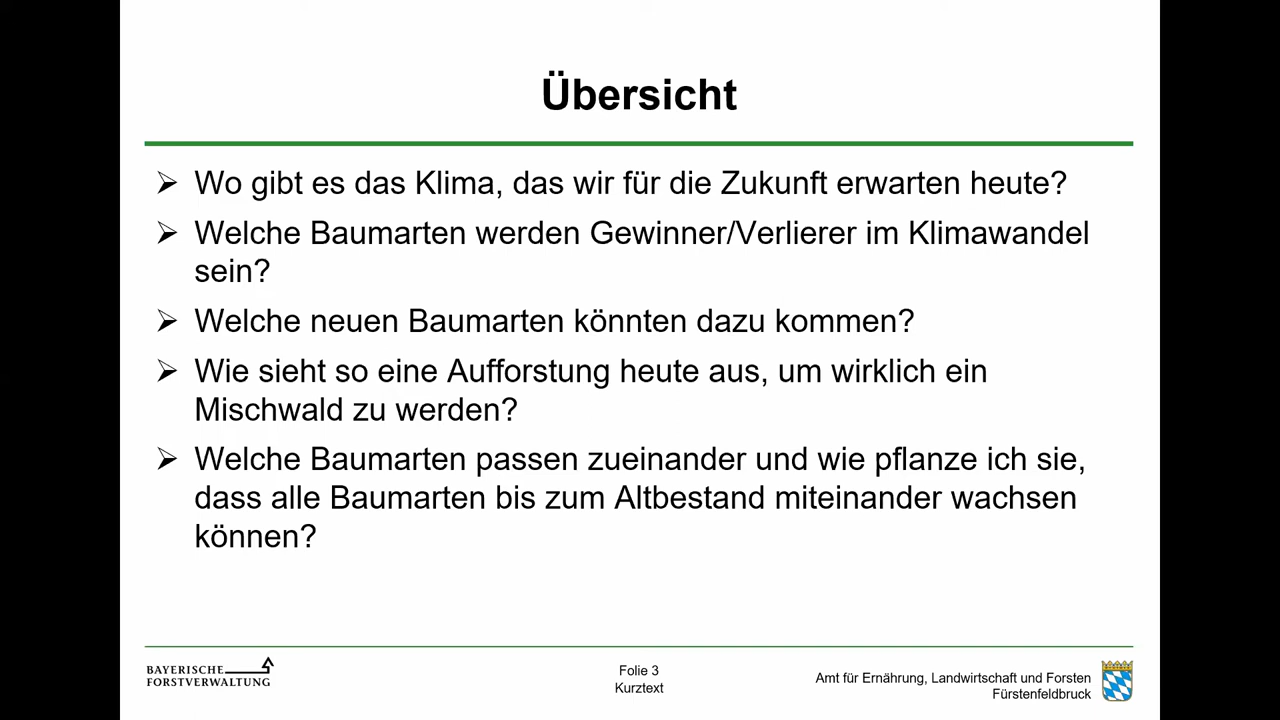 Übersicht
Wo gibt es das Klima, das wir für die Zukunft erwarten heute?
Welche Baumarten werden Gewinner/Verlierer im Klimawandel
sein?
Welche neuen Baumarten könnten dazu kommen?
Wie sieht so eine Aufforstung heute aus, um wirklich ein
Mischwald zu werden?
Welche Baumarten passen zueinander und wie pflanze ich sie,
dass alle Baumarten bis zum Altbestand miteinander wachsen
können?
BAYERISCHE
FORSTVERWALTUNG
Folie 3
Kurztext
Amt für Ernährung, Landwirtschaft und Forsten
Fürstenfeldbruck